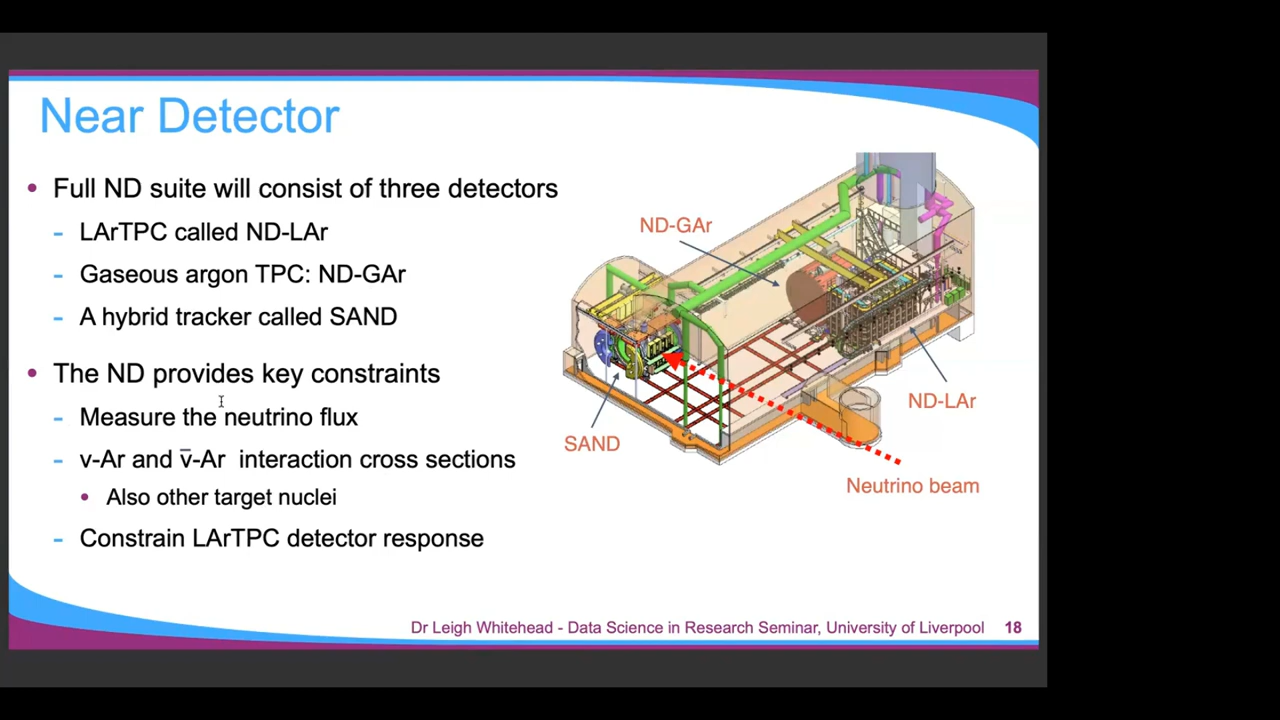 Near Detector
• Full ND suite will consist of three detectors
- LArTPC called ND-LAr
- Gaseous argon TPC: ND-GAr
- A hybrid tracker called SAND
• The ND provides key constraints
- Measure the neutrino flux
- ν-Ar and ν̅-Ar interaction cross sections
• Also other target nuclei
- Constrain LArTPC detector response
ND-GAr
ND-LAr
SAND
Neutrino beam
Dr Leigh Whitehead - Data Science in Research Seminar, University of Liverpool 18